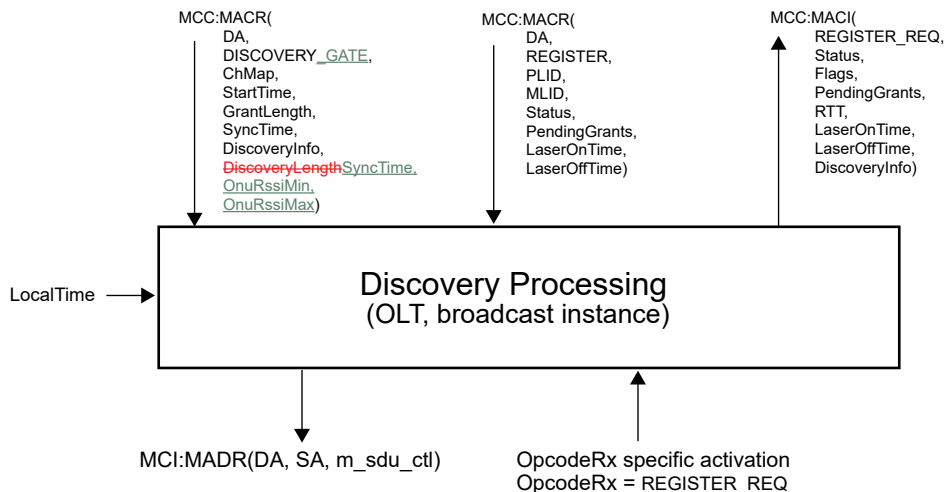 MCC:MACR(
DA,
DISCOVERY_GATE,
ChMap,
StartTime,
GrantLength,
SyncTime,
DiscoveryInfo,
DiscoveryLengthSyncTime,
OnuRssiMin,
OnuRssiMax)
MCC:MACR(
DA,
REGISTER,
PLID,
MLID,
Status,
PendingGrants,
LaserOnTime,
LaserOffTime)
MCC:MACI(
REGISTER_REQ,
Status,
Flags,
PendingGrants,
RTT,
LaserOnTime,
LaserOffTime,
DiscoveryInfo)
LocalTime
Discovery Processing
(OLT, broadcast instance)
MCI:MADR(DA, SA, m_sdu_ctl)
OpcodeRx specific activation
OpcodeRx = REGISTER_REQ